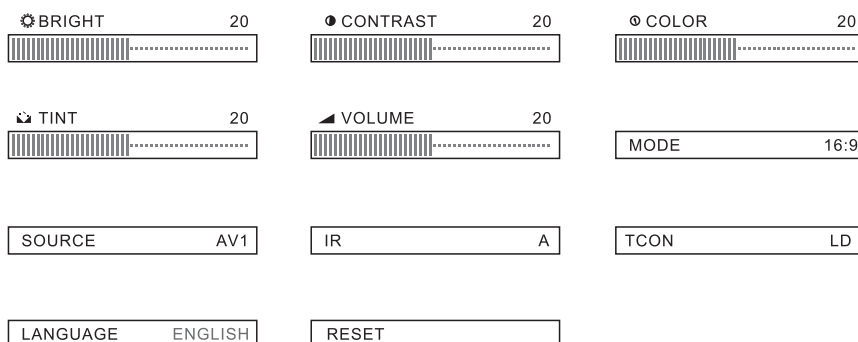 BRIGHT 20
CONTRAST 20
COLOR 20
TINT 20
VOLUME 20
MODE 16:9
SOURCE AV1
IR A
TCON LD
LANGUAGE ENGLISH
RESET